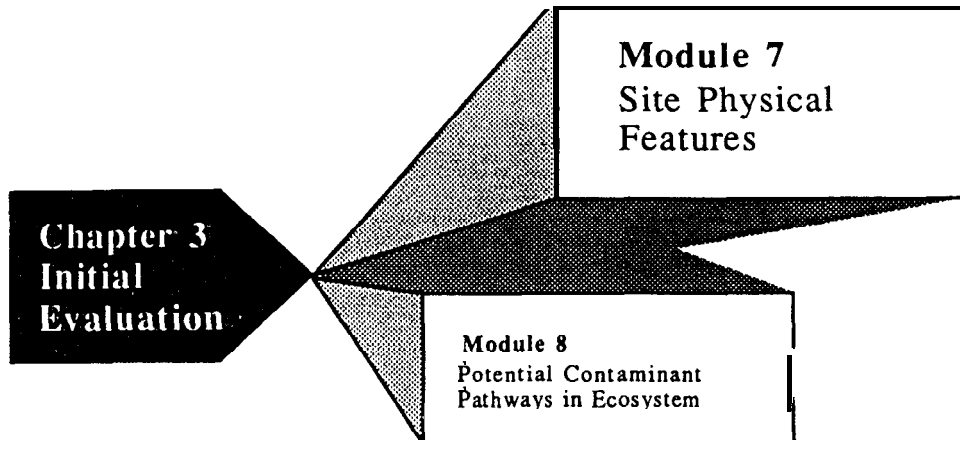 Chapter 3
Initial
Evaluation
Module 7
Site Physical
Features
Module 8
Potential Contaminant
Pathways in Ecosystem